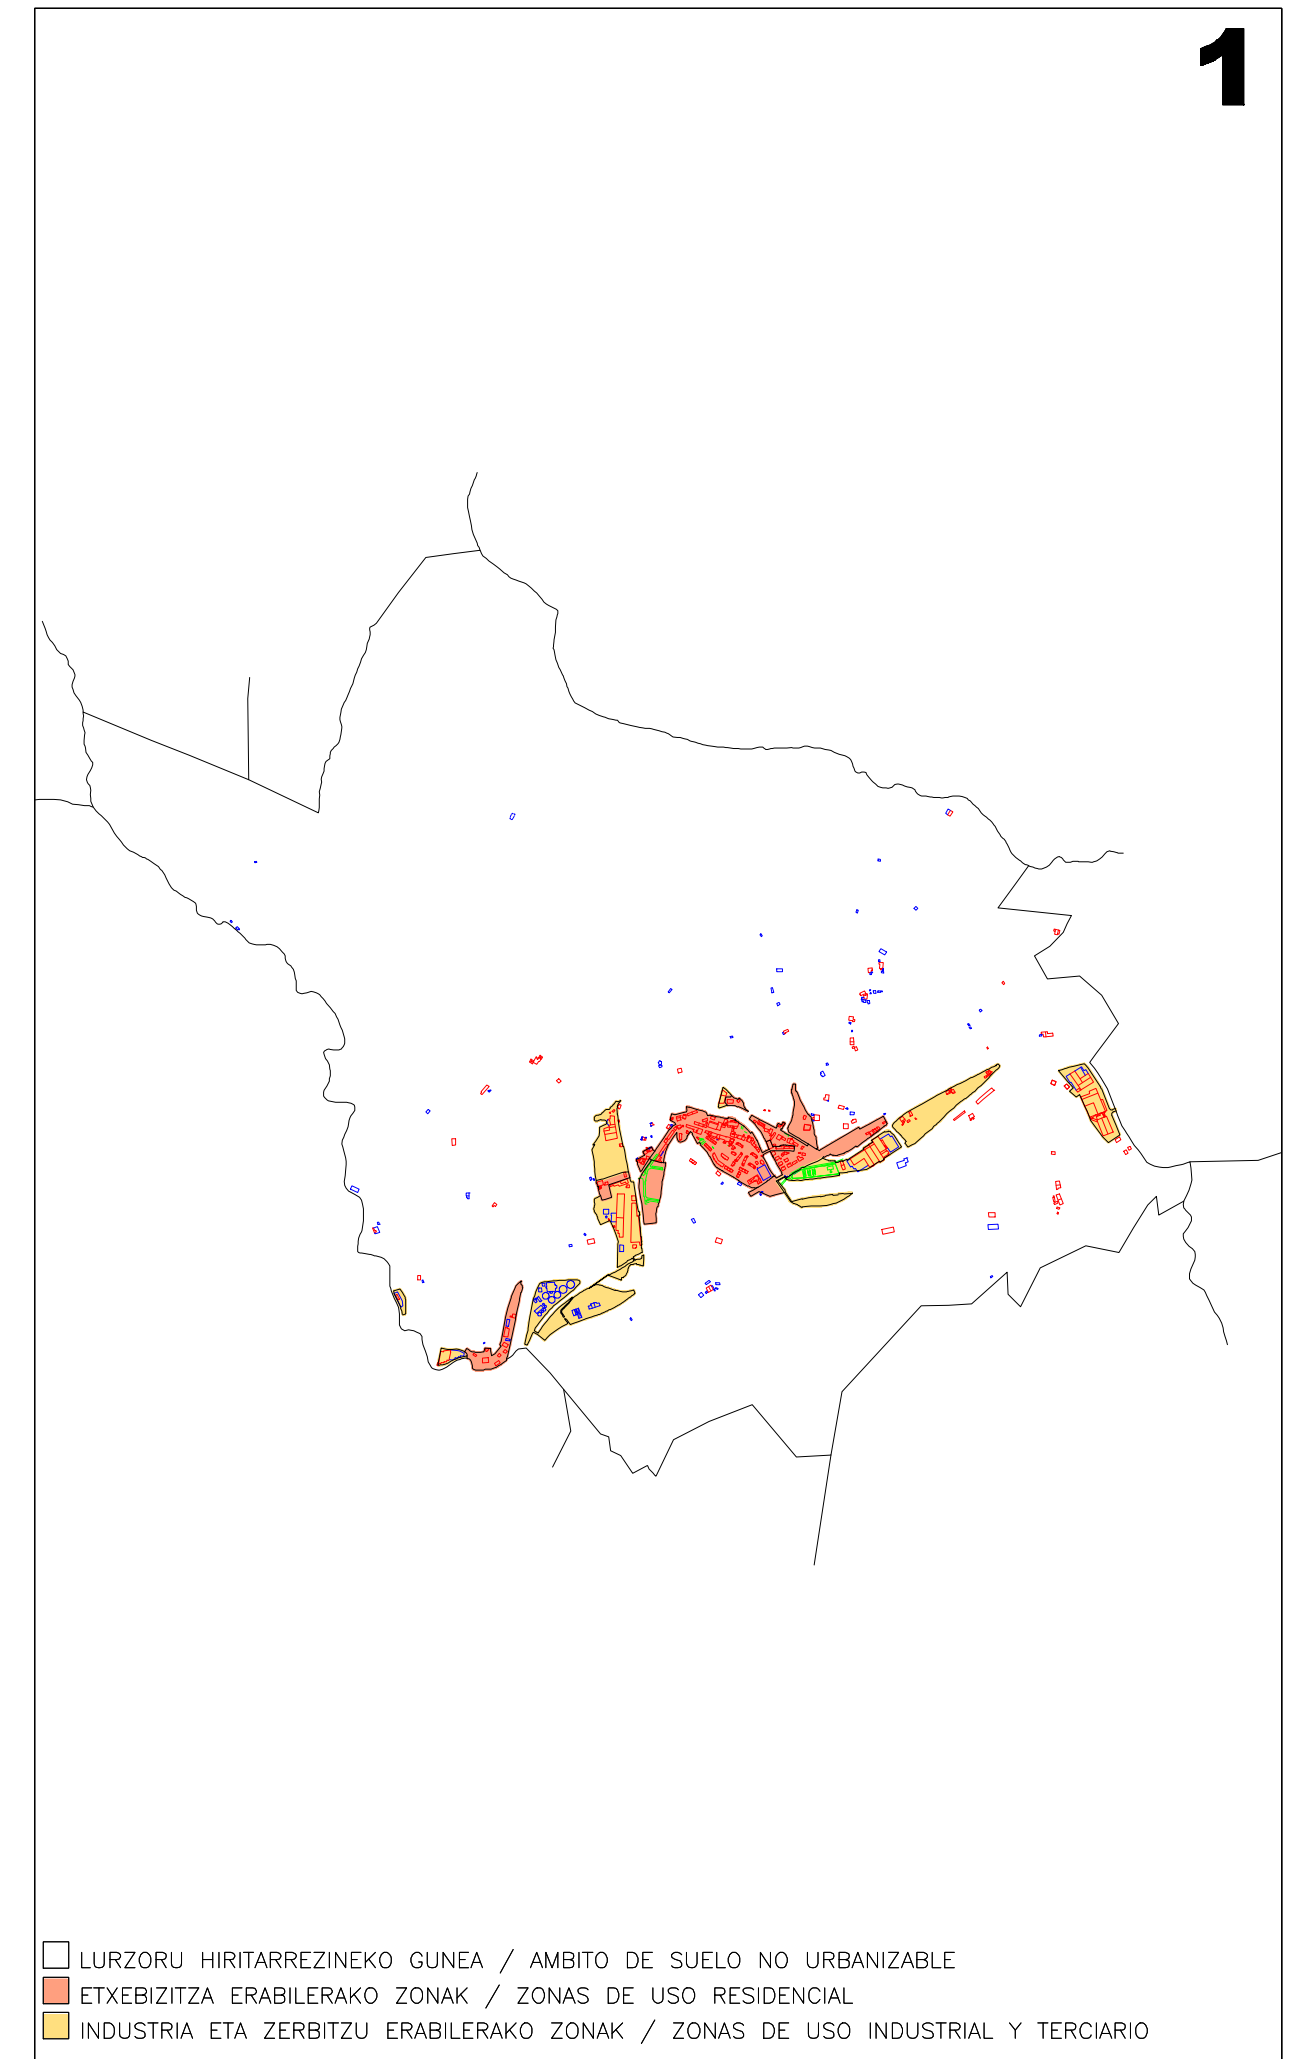 1
LURZORU HIRITARREZINEKO GUNEA / AMBITO DE SUELO NO URBANIZABLE
ETXEBIZITZA ERABILERAKO ZONAK / ZONAS DE USO RESIDENCIAL
INDUSTRIA ETA ZERBITZU ERABILERAKO ZONAK / ZONAS DE USO INDUSTRIAL Y TERCIARIO